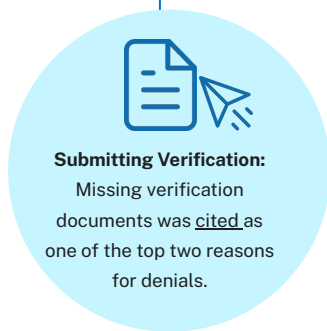 Submitting Verification:
Missing verification
documents was cited as
one of the top two reasons
for denials.